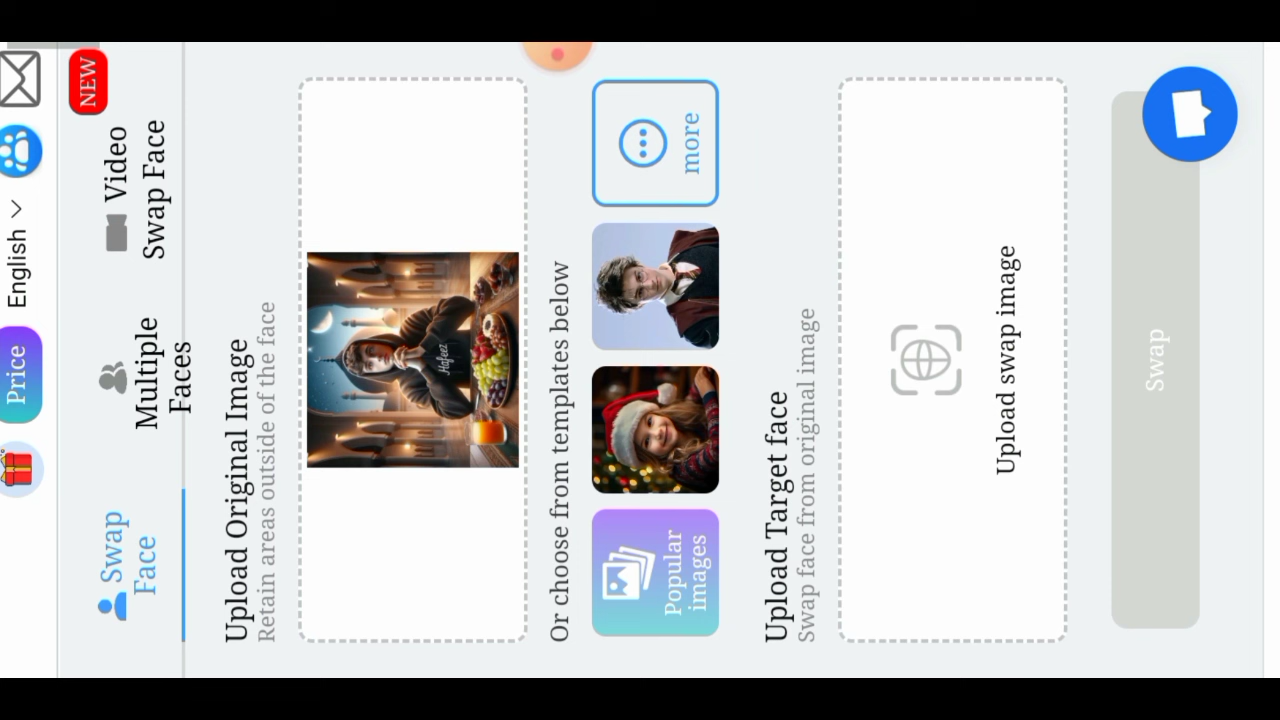 Price
English
Swap
Face
Multiple
Faces
Video
Swap Face
NEW
Upload Original Image
Retain areas outside of the face
Hafeez
Or choose from templates below
Popular
images
more
Upload Target face
Swap face from original image
Upload swap image
Swap